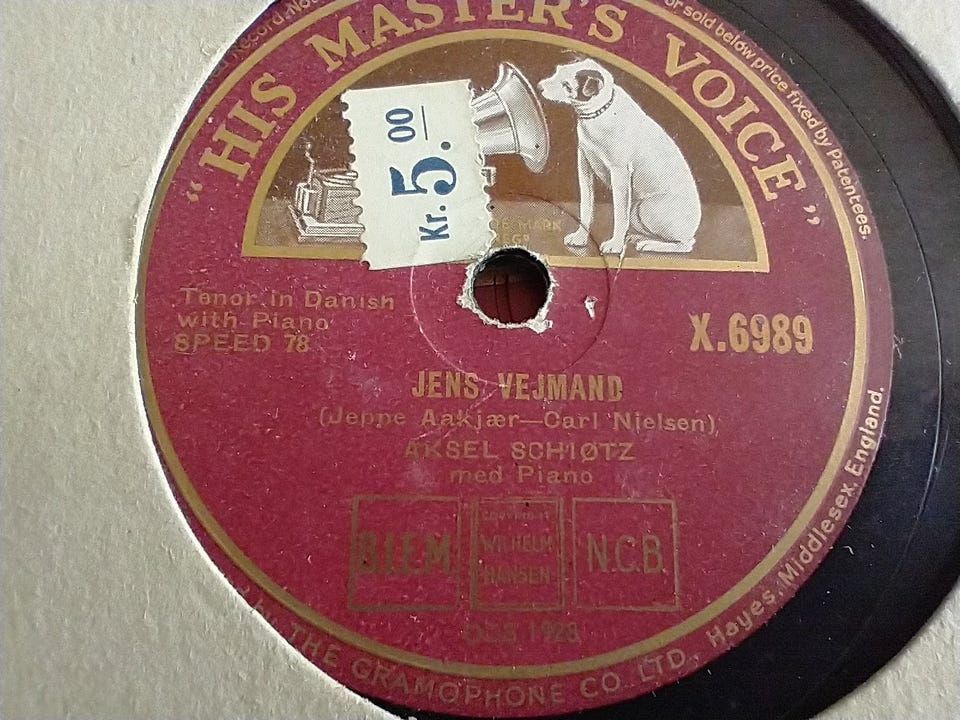 "HIS MASTER'S VOICE"
or sold below price fixed by Patentees.
Kr. 5.00
Tenor in Danish
with Piano
SPEED 78
X.6989
JENS VEJMAND
(Jeppe Aakjær—Carl Nielsen)
AKSEL SCHIØTZ
med Piano
B.I.E.M.
COPYRIGHT
WILHELM
HANSEN
N.C.B.
1928
THE GRAMOPHONE CO. LTD., Hayes, Middlesex, England.